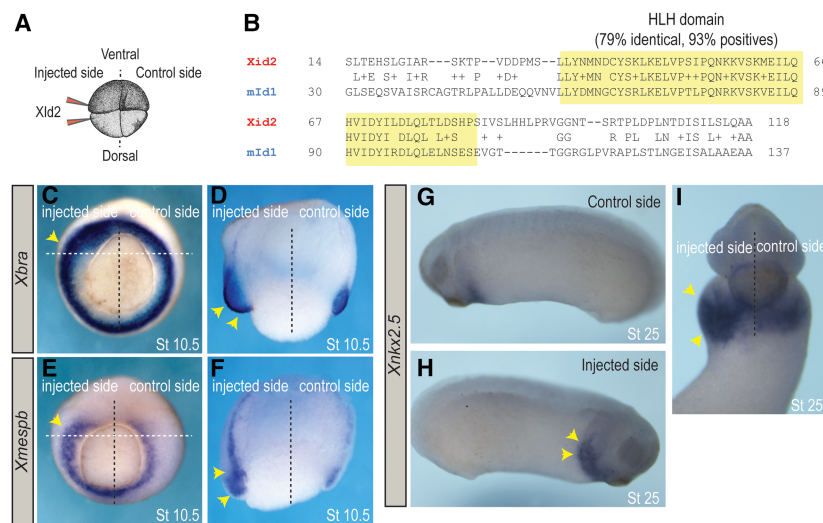 A
Ventral
Injected side Control side
XId2
Dorsal
B
HLH domain
(79% identical, 93% positives)
Xid2 14 SLTEHSLGIAR---SKTP--VDDPMS--LLYNMNDCYSKLKELVPSIPQNKKVSKMEILQ 66
L+E S+ I+R ++ P +D+ LLY+MN CYS+LKELVP+IPQN+KVSK+EILQ
mId1 30 GLSEQSVAISRCAGTRLPALLDEQQVNVLLYDMNGCYSRLKELVPTLPQNRKVSKVEILQ 89
Xid2 67 HVIDYILDLQLTLDSHPSIVSLHHLPRVGGNT--SRTPLDPLNTDISILSLQAA 118
HVIDYI DLQL L+S + + GG R PL LN +IS L+ +AA
mId1 90 HVIDYIRDLQLELNSESEVGT------TGGRGLPVRAPLSTLNGEISALAAEAA 137
Xbra
C
injected side control side
St 10.5
D
injected side control side
St 10.5
Xmespb
E
injected side control side
St 10.5
F
injected side control side
St 10.5
Xnkx2.5
G
Control side
St 25
H
Injected side
St 25
I
injected side control side
St 25